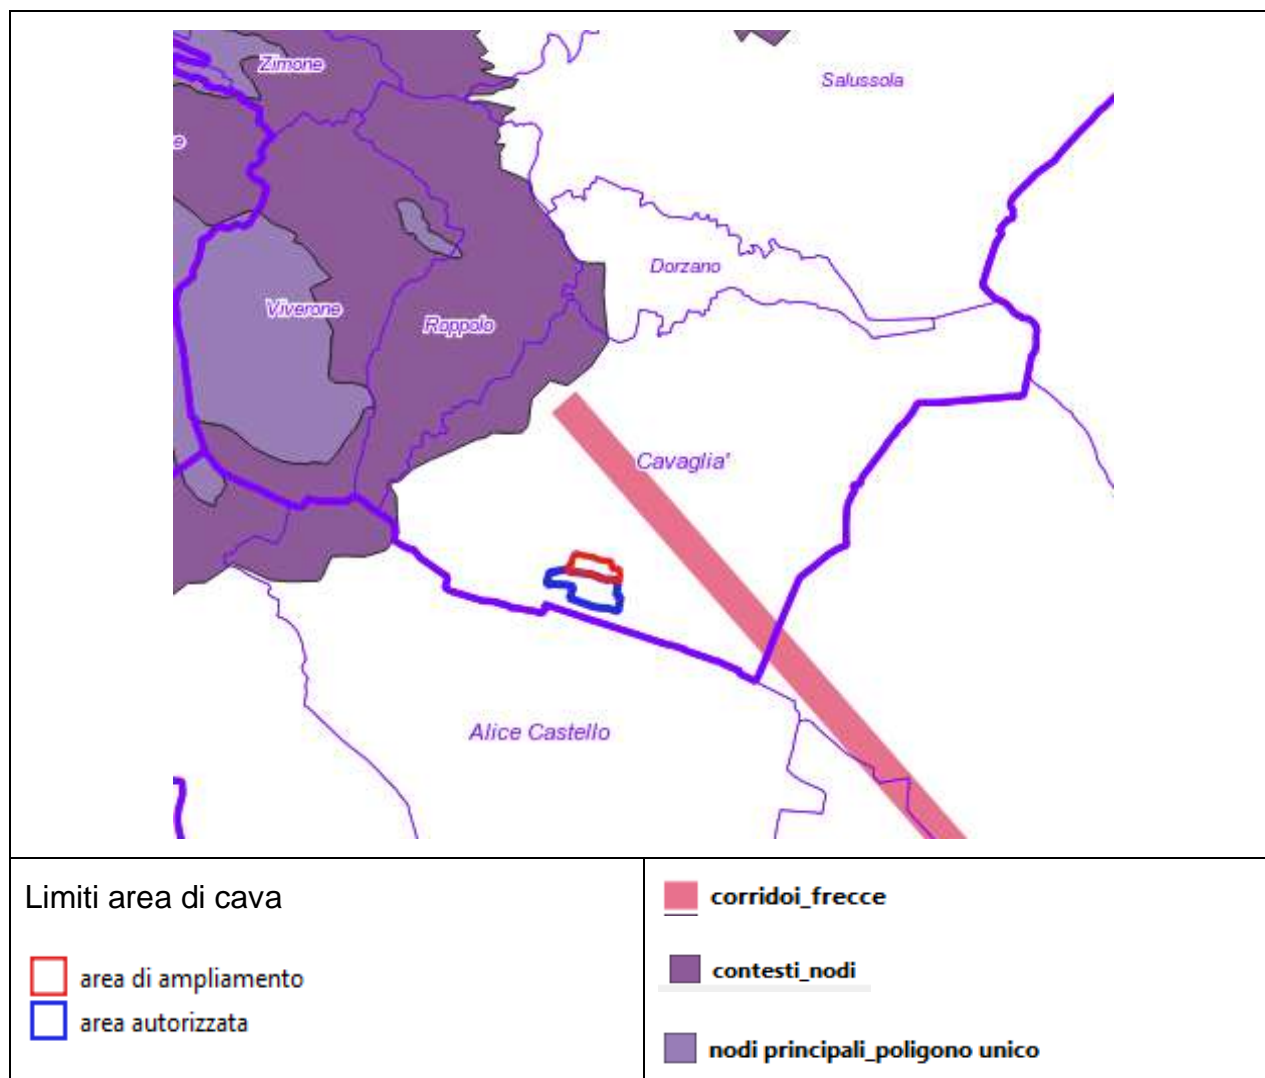 Zimone
Salussola
e
Dorzano
Viverone
Roppolo
Cavaglia'
Alice Castello
Limiti area di cava
area di ampliamento
area autorizzata
corridoi_frecce
contesti_nodi
nodi principali_poligono unico